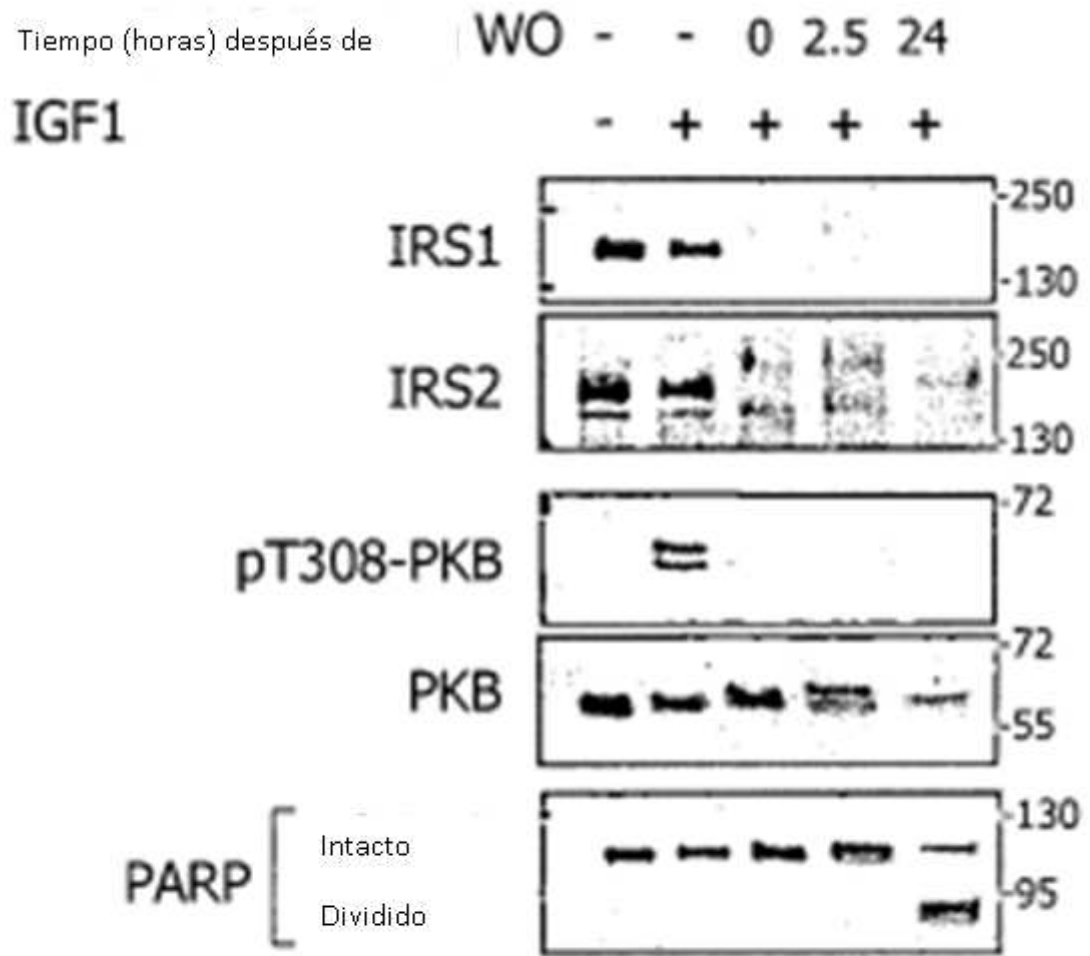 Tiempo (horas) después de WO - - 0 2.5 24
IGF1 - + + + +
IRS1 -250
-130
IRS2 250
-130
pT308-PKB -72
PKB -72
-55
PARP Intacto -130
Dividido -95